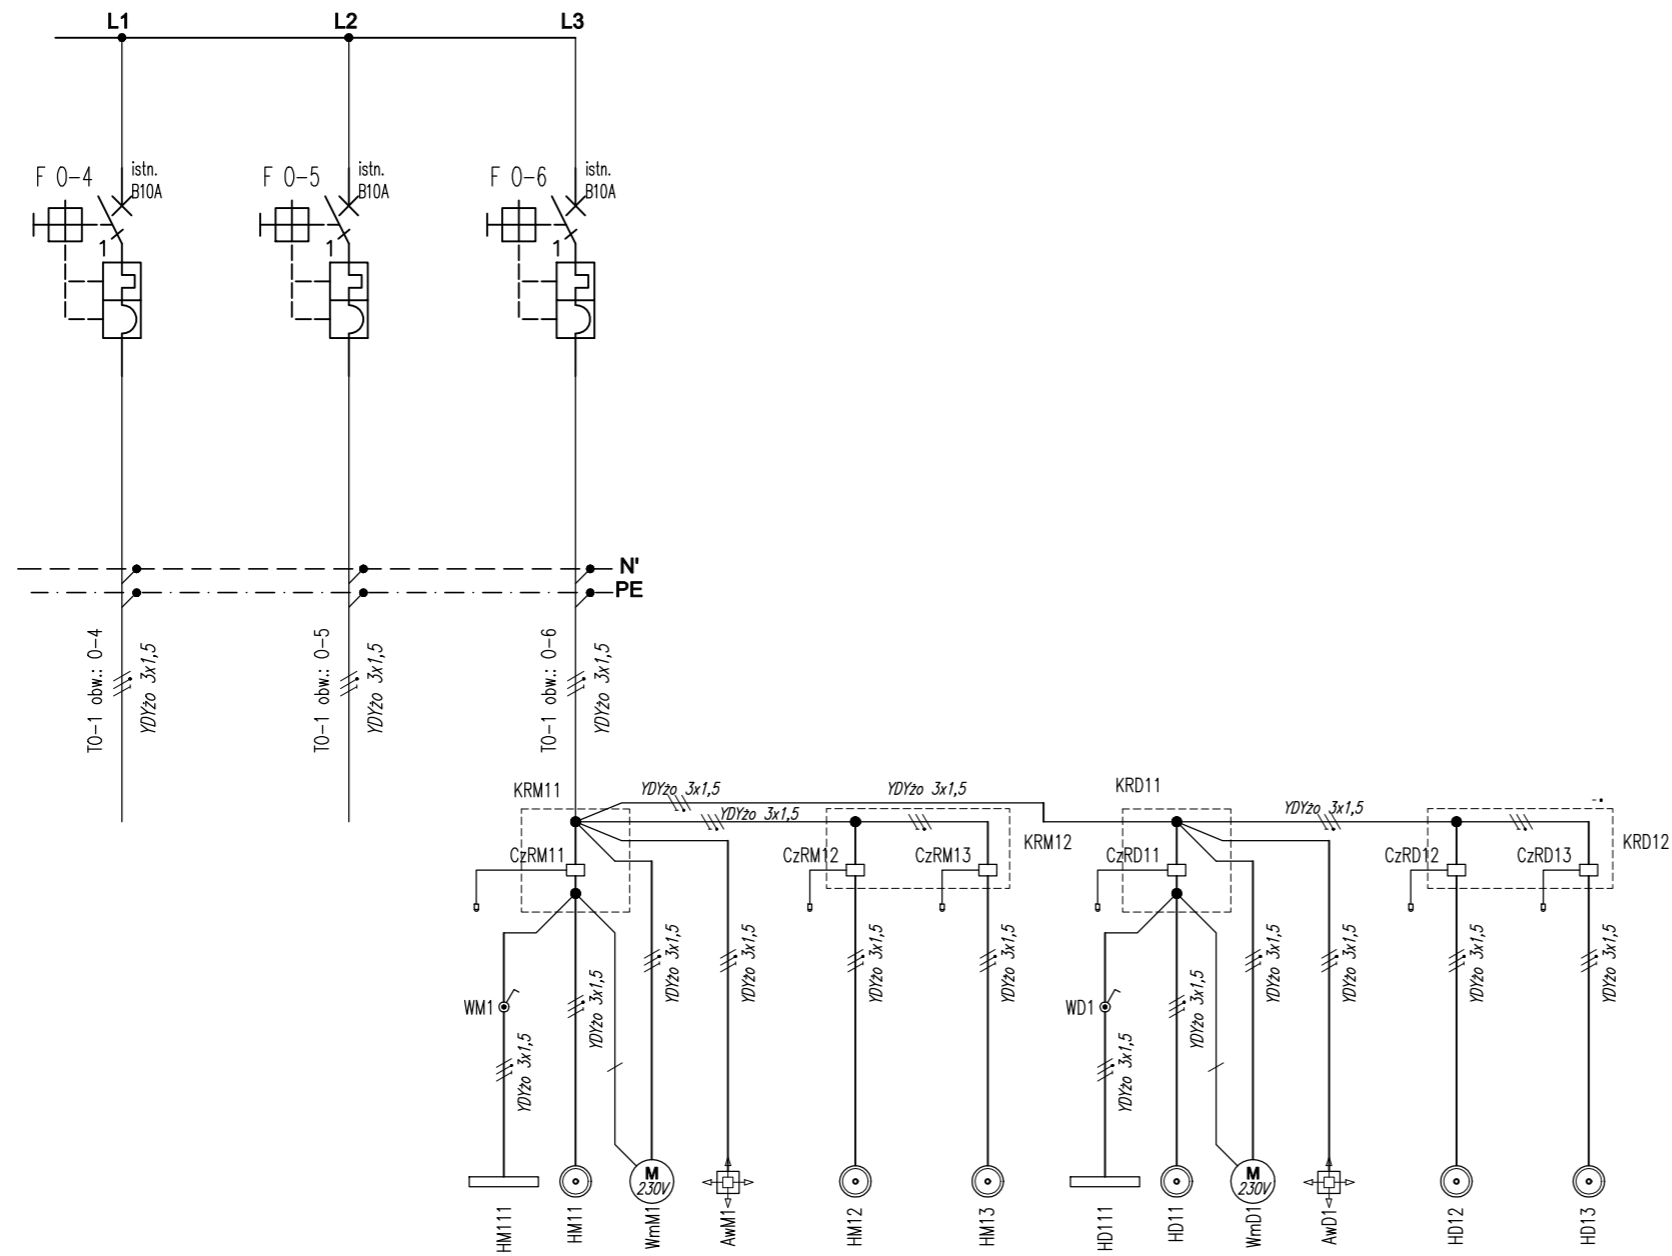 L1 L2 L3
F 0-4 istn. F 0-5 istn. F 0-6 istn.
B10A B10A B10A
1 1 1
N'
PE
TO-1 obw.: 0-4
YDYżo 3x1,5
TO-1 obw.: 0-5
YDYżo 3x1,5
TO-1 obw.: 0-6
YDYżo 3x1,5
KRM11 YDYżo 3x1,5 YDYżo 3x1,5 KRD11
YDYżo 3x1,5 YDYżo 3x1,5
KRM12 KRD12
CzRM11 CzRM12 CzRM13 CzRD11 CzRD12 CzRD13
YDYżo 3x1,5
YDYżo 3x1,5
YDYżo 3x1,5
YDYżo 3x1,5
YDYżo 3x1,5
YDYżo 3x1,5
YDYżo 3x1,5
YDYżo 3x1,5
WM1 YDYżo 3x1,5 WD1 YDYżo 3x1,5
YDYżo 3x1,5 YDYżo 3x1,5
M M
230V 230V
HM111
HM11
WmM1
AwM1
HM12
HM13
HD111
HD11
WmD1
AwD1
HD12
HD13